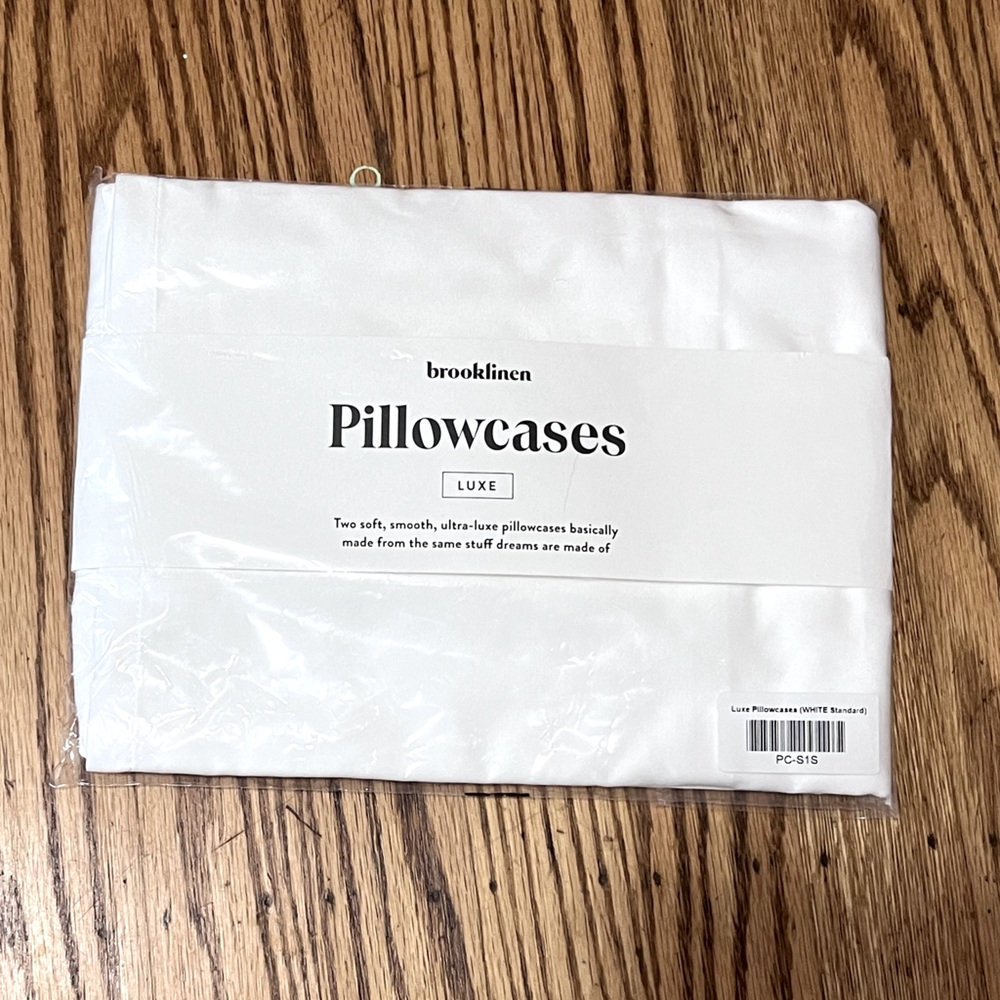 brooklinen
Pillowcases
LUXE
Two soft, smooth, ultra-luxe pillowcases basically
made from the same stuff dreams are made of
Luxe Pillowcases (WHITE Standard)
PC-S1S